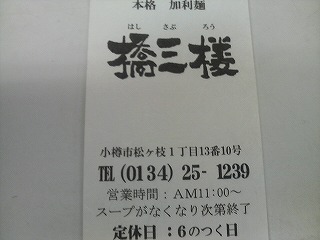 本格 加利麺
はし さぶ ろう
橋三楼
小樽市松ヶ枝1丁目13番10号
TEL (0134) 25-1239
営業時間：AM11:00～
スープがなくなり次第終了
定休日：6のつく日